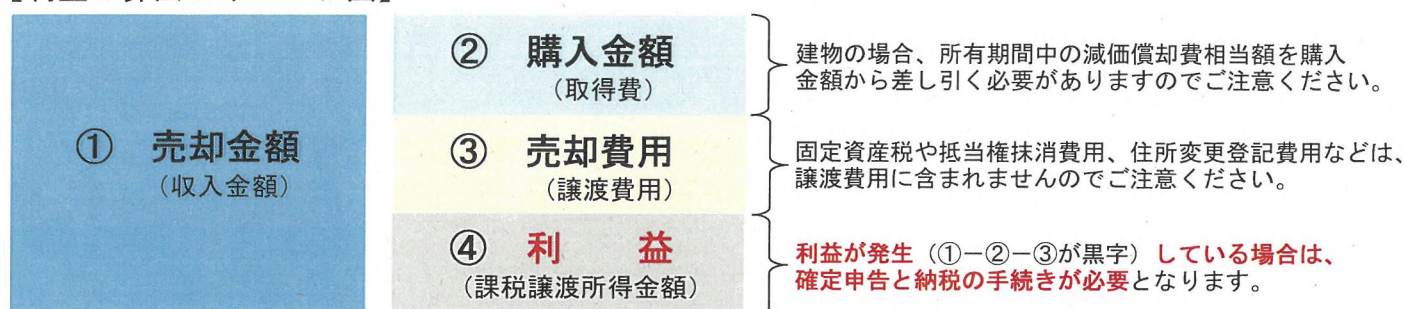 ① 売却金額
(収入金額)
② 購入金額
(取得費)
建物の場合、所有期間中の減価償却費相当額を購入
金額から差し引く必要がありますのでご注意ください。
③ 売却費用
(譲渡費用)
固定資産税や抵当権抹消費用、住所変更登記費用などは、
譲渡費用に含まれませんのでご注意ください。
④ 利　　益
(課税譲渡所得金額)
利益が発生(①－②－③が黒字)している場合は、
確定申告と納税の手続きが必要となります。